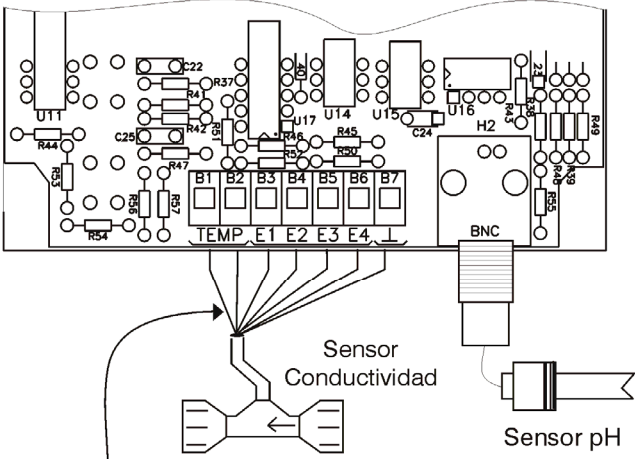 C22
R37
R41
R42
C25
R47
R44
U11
R53
R54
R56
R57
R51
U17
R46
R52
40
U14
R45
R50
U15
C24
U16
H2
R43
R38
23
R49
R48
R39
R55
B1 B2 B3 B4 B5 B6 B7
TEMP E1 E2 E3 E4 ⊥
BNC
Sensor
Conductividad
Sensor pH